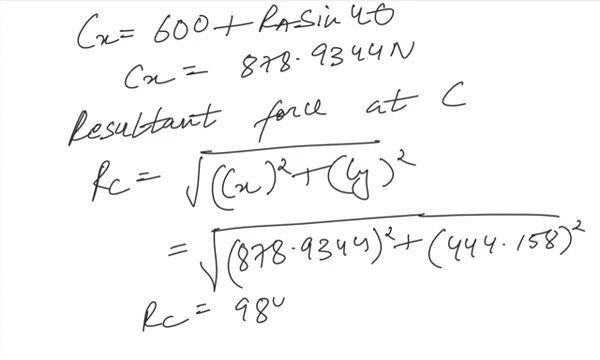 Cx = 600 + RA sin 40
Cx = 878.9344 N
Resultant force at C
Rc = √(Cx)² + (Cy)²
= √(878.9344)² + (444.158)²
Rc = 984